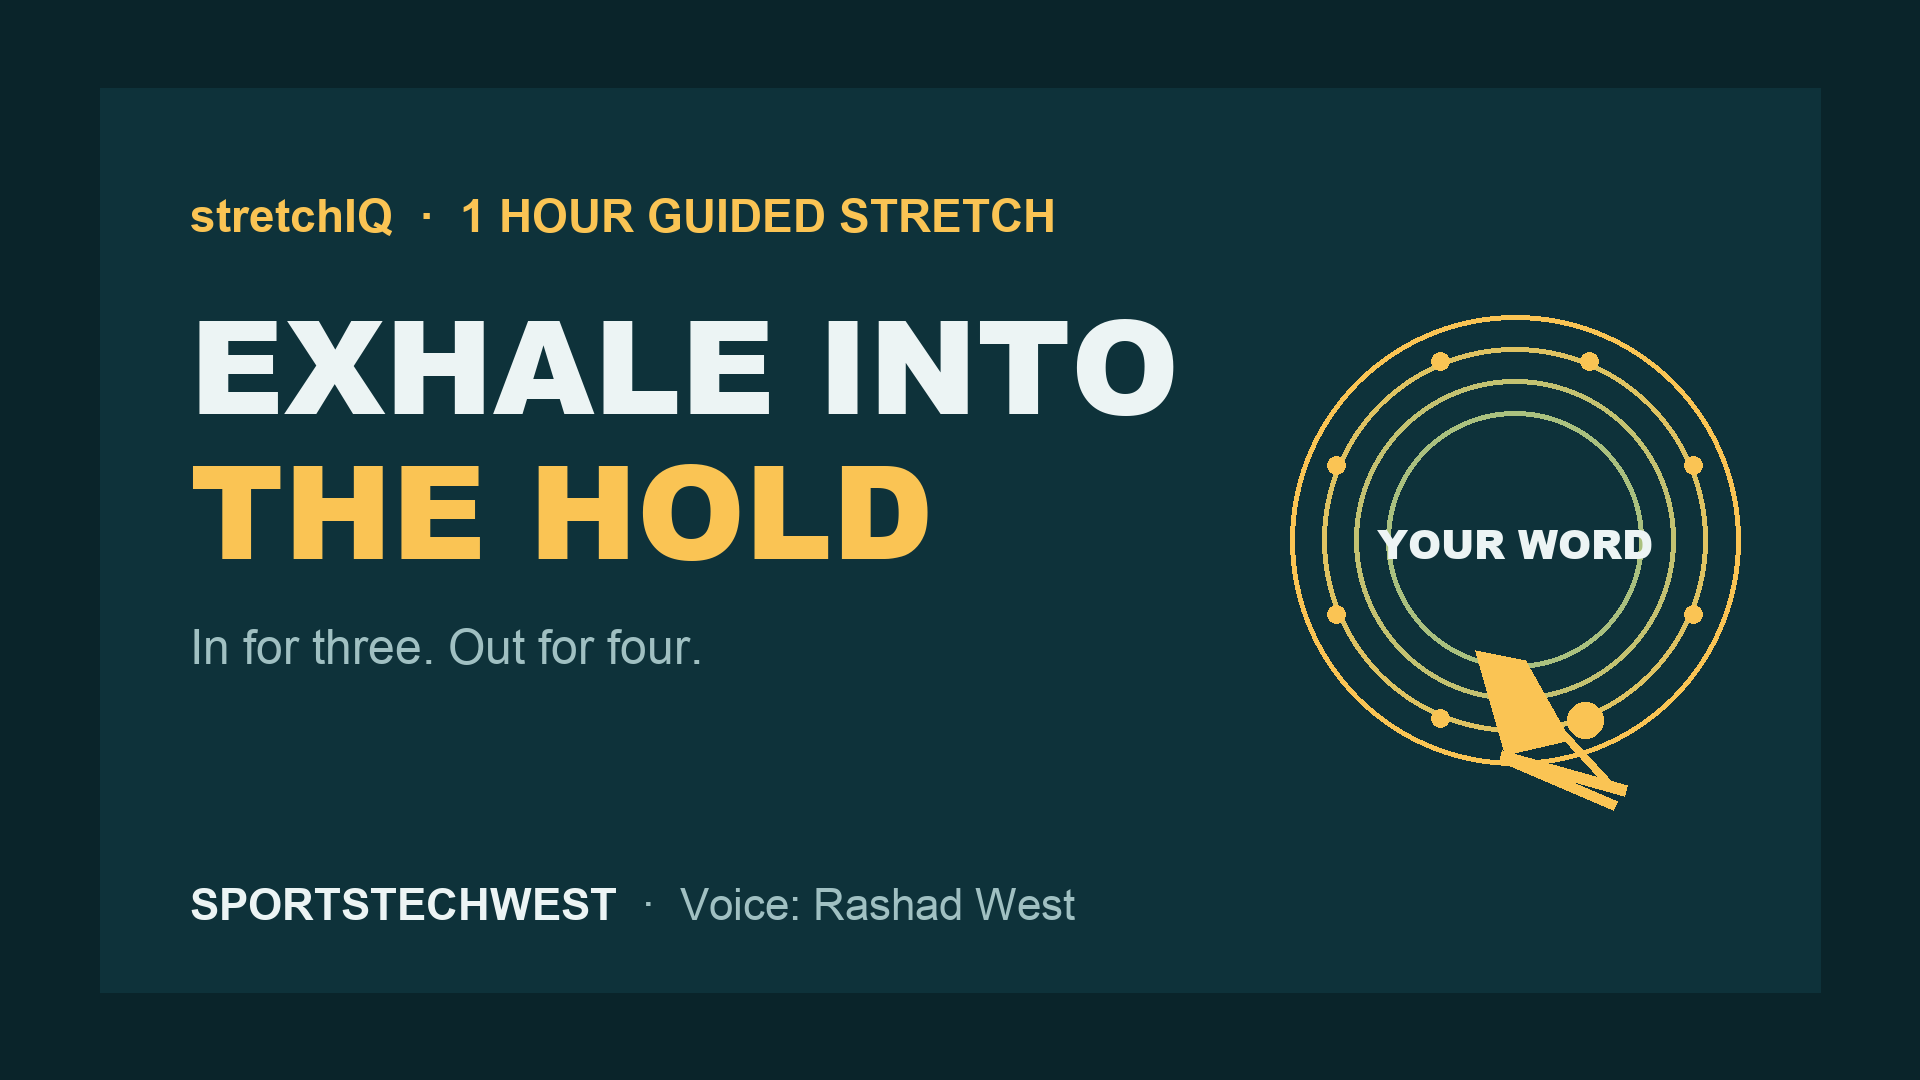 stretchIQ · 1 HOUR GUIDED STRETCH
EXHALE INTO
THE HOLD
In for three. Out for four.
YOUR WORD
SPORTSTECHWEST · Voice: Rashad West